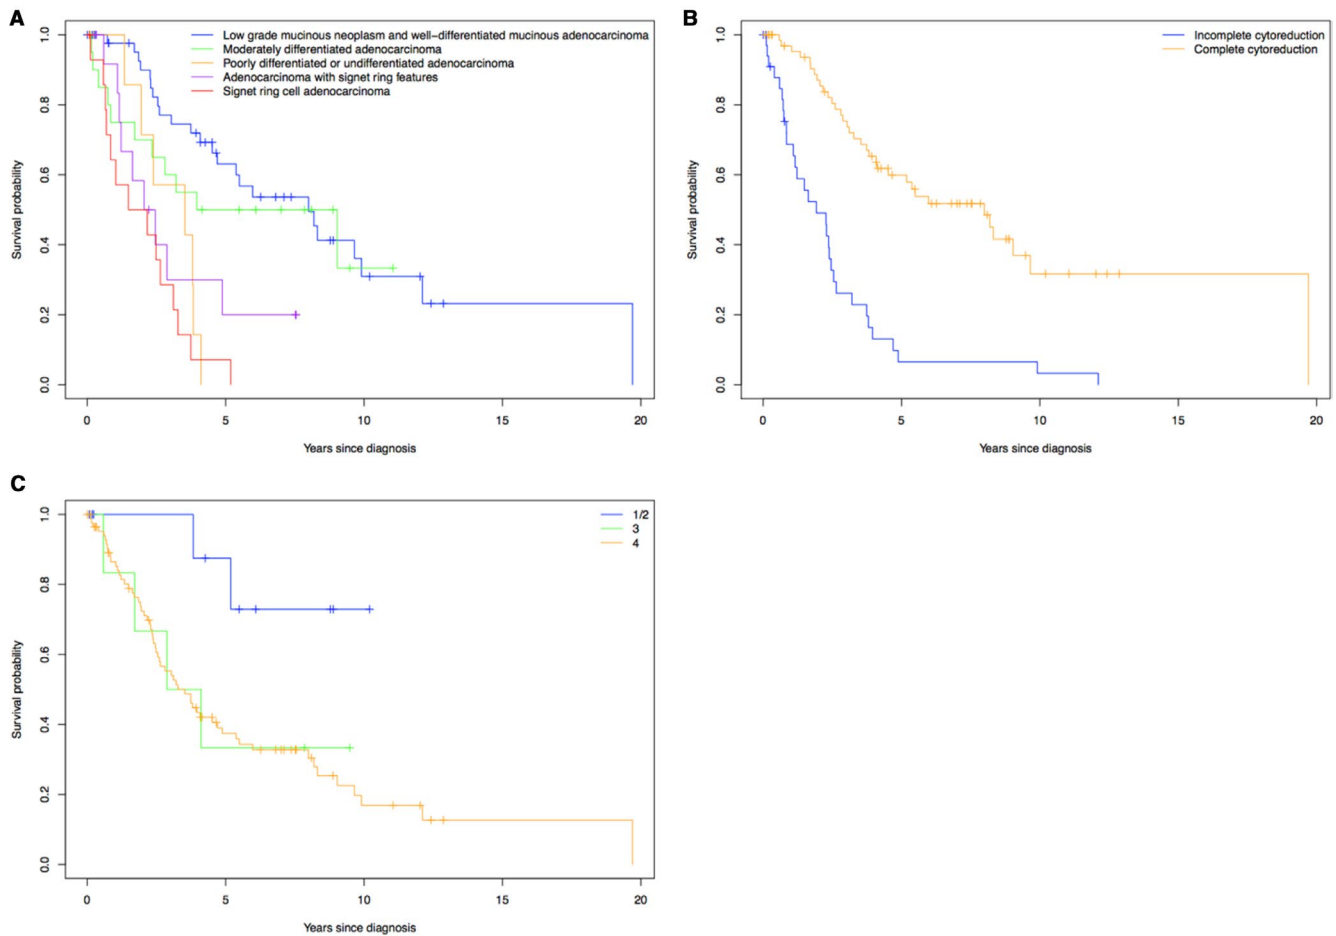 A
Low grade mucinous neoplasm and well−differentiated mucinous adenocarcinoma
Moderately differentiated adenocarcinoma
Poorly differentiated or undifferentiated adenocarcinoma
Adenocarcinoma with signet ring features
Signet ring cell adenocarcinoma
Survival probability
1.0
0.8
0.6
0.4
0.2
0.0
0 5 10 15 20
Years since diagnosis
B
Incomplete cytoreduction
Complete cytoreduction
Survival probability
1.0
0.8
0.6
0.4
0.2
0.0
0 5 10 15 20
Years since diagnosis
C
1/2
3
4
Survival probability
1.0
0.8
0.6
0.4
0.2
0.0
0 5 10 15 20
Years since diagnosis